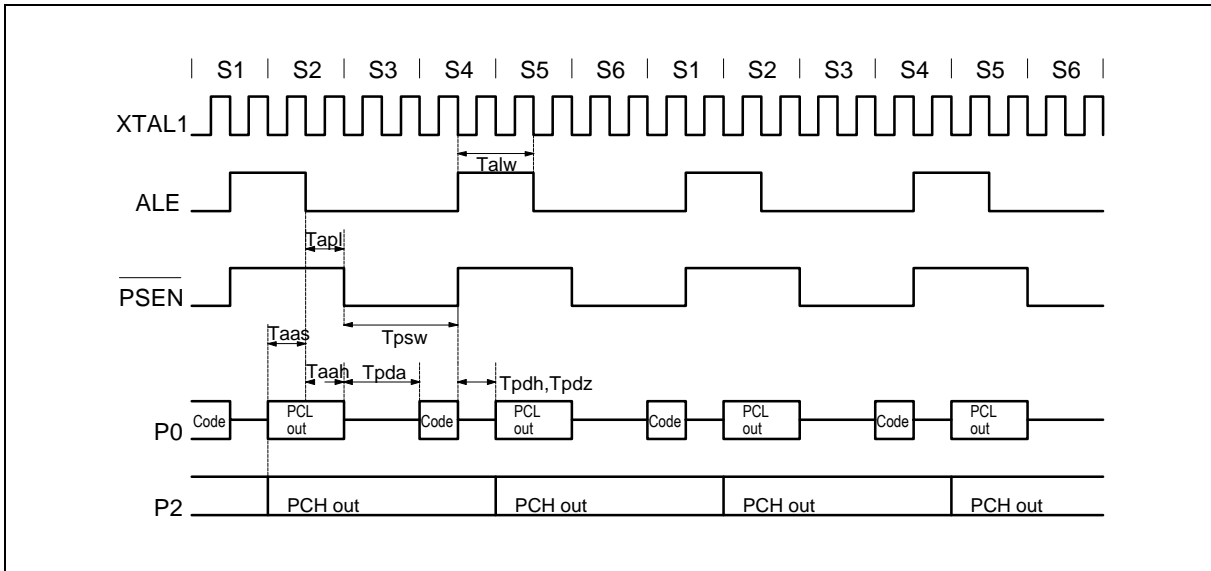 S1 S2 S3 S4 S5 S6 S1 S2 S3 S4 S5 S6
XTAL1
Talw
ALE
Tapl
PSEN
Taas
Tpsw
Taah Tpda Tpdh,Tpdz
P0 Code PCL out Code PCL out Code PCL out Code PCL out
P2 PCH out PCH out PCH out PCH out